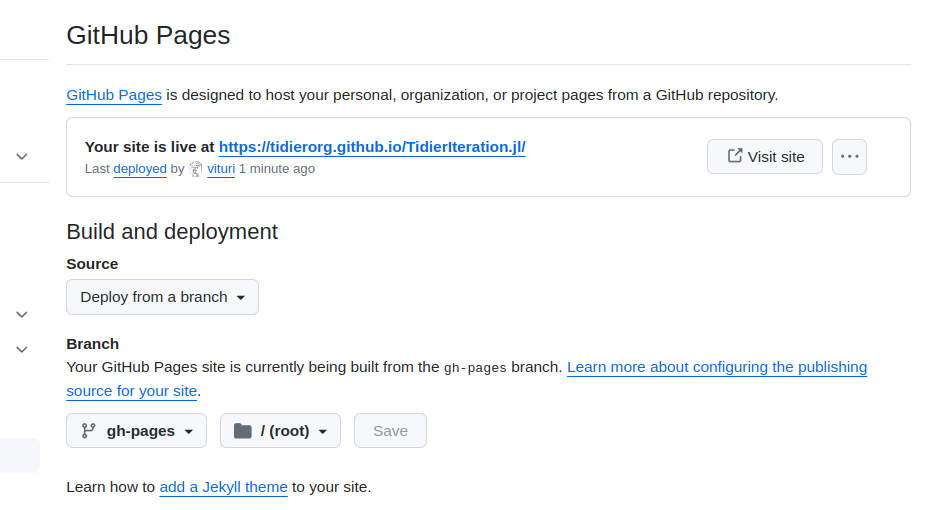 GitHub Pages
GitHub Pages is designed to host your personal, organization, or project pages from a GitHub repository.
Your site is live at https://tidierorg.github.io/TidierIteration.jl/
Last deployed by vituri 1 minute ago
Visit site
Build and deployment
Source
Deploy from a branch
Branch
Your GitHub Pages site is currently being built from the gh-pages branch. Learn more about configuring the publishing
source for your site.
gh-pages
/ (root)
Save
Learn how to add a Jekyll theme to your site.